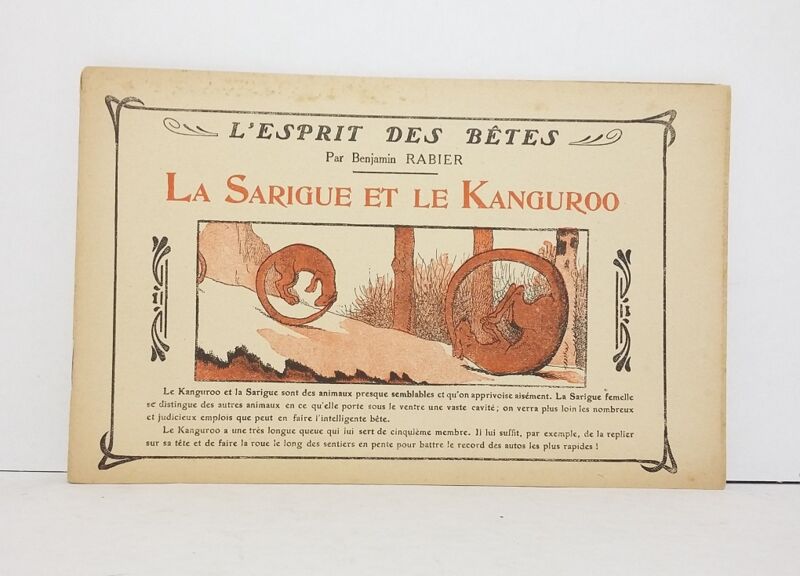 L'ESPRIT DES BÊTES
Par Benjamin RABIER
LA SARIGUE ET LE KANGUROO
Le Kanguroo et la Sarigue sont des animaux presque semblables et qu'on apprivoise aisément. La Sarigue femelle
se distingue des autres animaux en ce qu'elle porte sous le ventre une vaste cavité; on verra plus loin les nombreux
et judicieux emplois que peut en faire l'intelligente bête.
Le Kanguroo a une très longue queue qui lui sert de cinquième membre. Il lui suffit, par exemple, de la replier
sur sa tête et de faire la roue le long des sentiers en pente pour battre le record des autos les plus rapides !